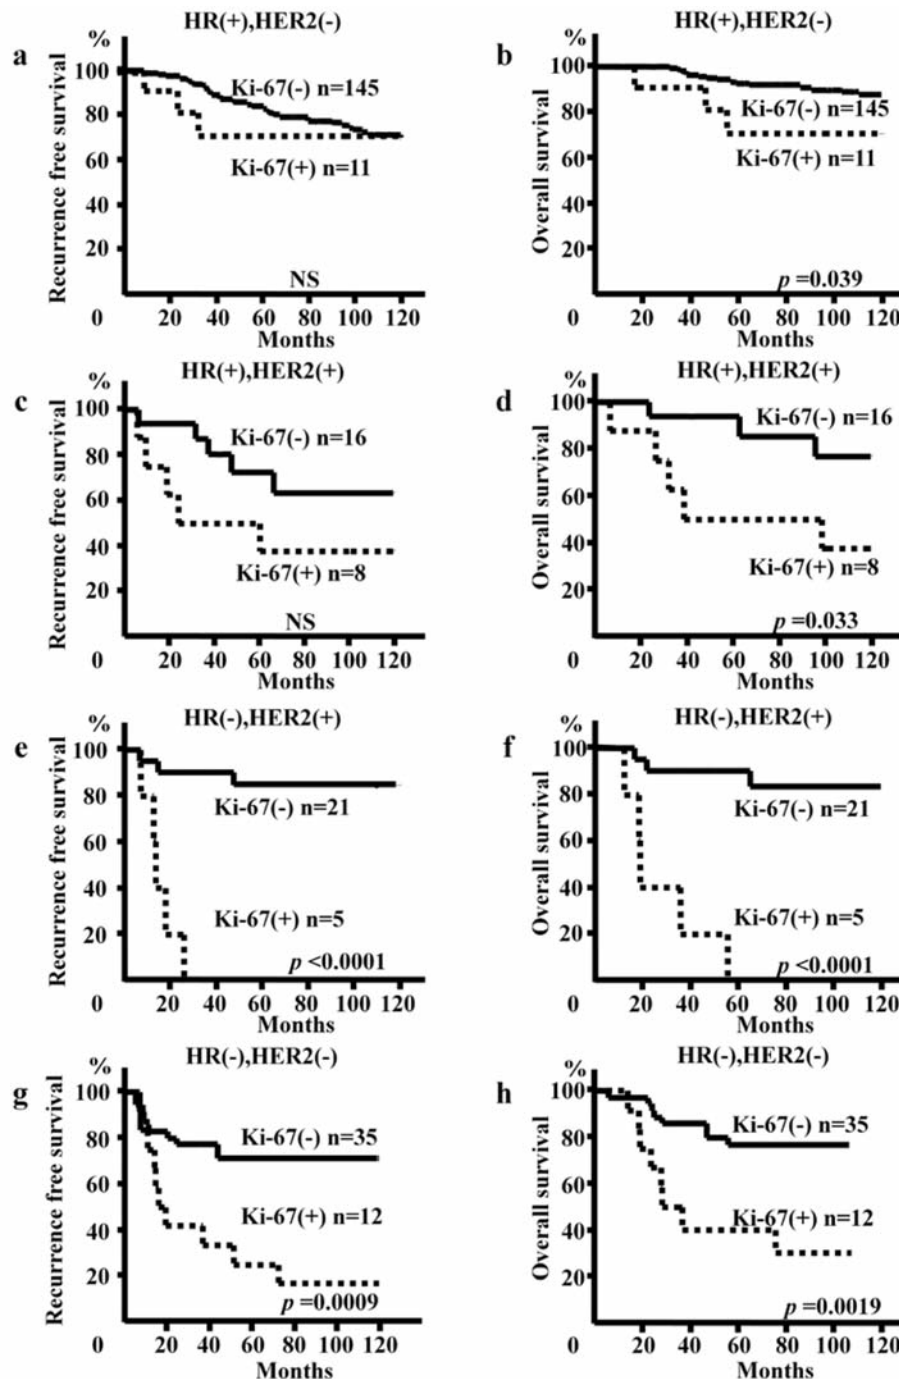 HR(+),HER2(-)
a
%
Recurrence free survival
100
80
60
40
20
0
Ki-67(-) n=145
Ki-67(+) n=11
NS
20 40 60 80 100 120
Months
HR(+),HER2(-)
b
%
Overall survival
100
80
60
40
20
0
Ki-67(-) n=145
Ki-67(+) n=11
p =0.039
20 40 60 80 100 120
Months
HR(+),HER2(+)
c
%
Recurrence free survival
100
80
60
40
20
0
Ki-67(-) n=16
Ki-67(+) n=8
NS
20 40 60 80 100 120
Months
HR(+),HER2(+)
d
%
Overall survival
100
80
60
40
20
0
Ki-67(-) n=16
Ki-67(+) n=8
p =0.033
20 40 60 80 100 120
Months
HR(-),HER2(+)
e
%
Recurrence free survival
100
80
60
40
20
0
Ki-67(-) n=21
Ki-67(+) n=5
p <0.0001
20 40 60 80 100 120
Months
HR(-),HER2(+)
f
%
Overall survival
100
80
60
40
20
0
Ki-67(-) n=21
Ki-67(+) n=5
p <0.0001
20 40 60 80 100 120
Months
HR(-),HER2(-)
g
%
Recurrence free survival
100
80
60
40
20
0
Ki-67(-) n=35
Ki-67(+) n=12
p =0.0009
20 40 60 80 100 120
Months
HR(-),HER2(-)
h
%
Overall survival
100
80
60
40
20
0
Ki-67(-) n=35
Ki-67(+) n=12
p =0.0019
20 40 60 80 100 120
Months